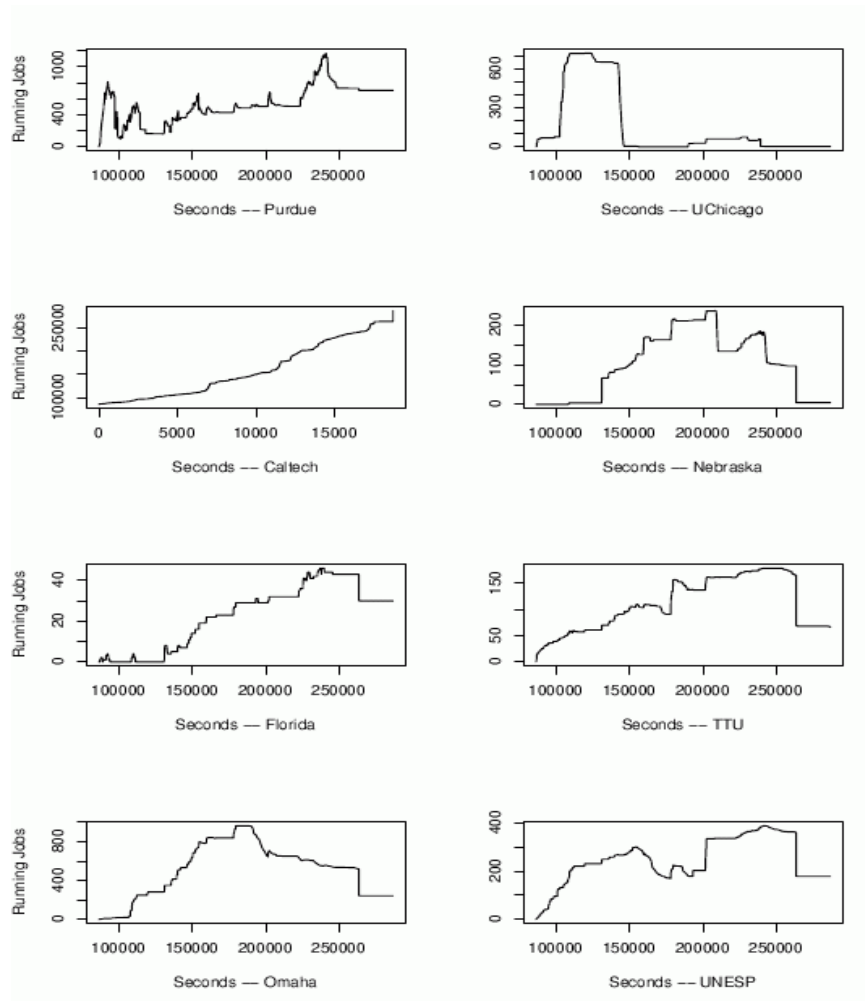 Running Jobs
1000
400
0
100000 150000 200000 250000
Seconds −− Purdue
600
300
0
100000 150000 200000 250000
Seconds −− UChicago
Running Jobs
250000
100000
0 5000 10000 15000
Seconds −− Caltech
200
100
0
100000 150000 200000 250000
Seconds −− Nebraska
Running Jobs
40
20
0
100000 150000 200000 250000
Seconds −− Florida
150
50
0
100000 150000 200000 250000
Seconds −− TTU
Running Jobs
800
400
0
100000 150000 200000 250000
Seconds −− Omaha
400
200
0
100000 150000 200000 250000
Seconds −− UNESP